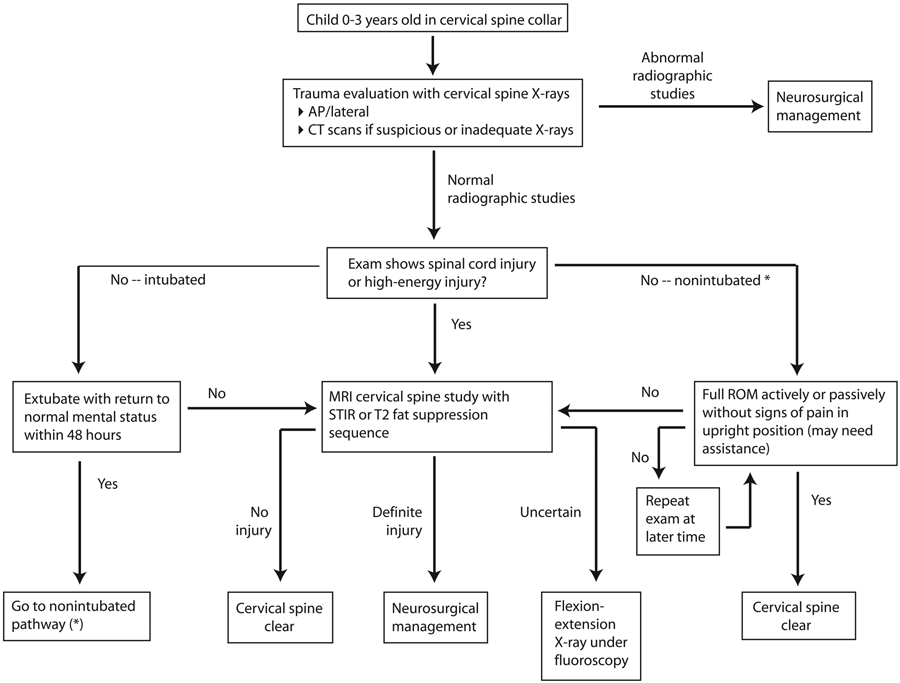 Child 0-3 years old in cervical spine collar
Trauma evaluation with cervical spine X-rays
AP/lateral
CT scans if suspicious or inadequate X-rays
Abnormal
radiographic
studies
Neurosurgical
management
Normal
radiographic studies
Exam shows spinal cord injury
or high-energy injury?
No -- intubated
No -- nonintubated *
Yes
Extubate with return to
normal mental status
within 48 hours
No
MRI cervical spine study with
STIR or T2 fat suppression
sequence
No
Full ROM actively or passively
without signs of pain in
upright position (may need
assistance)
No
Repeat
exam at
later time
Yes
No
injury
Definite
injury
Uncertain
Yes
Go to nonintubated
pathway (*)
Cervical spine
clear
Neurosurgical
management
Flexion-
extension
X-ray under
fluoroscopy
Cervical spine
clear